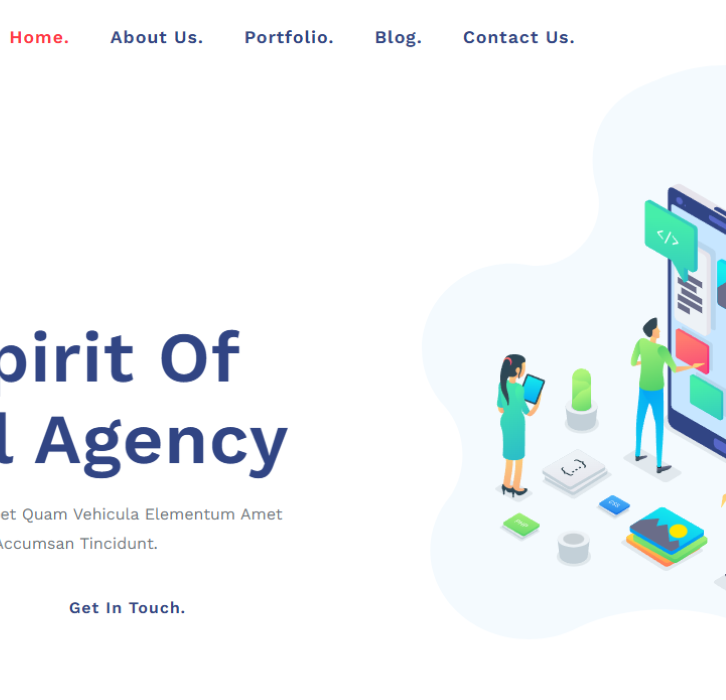 Home. About Us. Portfolio. Blog. Contact Us.
</>
pirit Of
l Agency
et Quam Vehicula Elementum Amet
Accumsan Tincidunt.
{...}
Get In Touch.